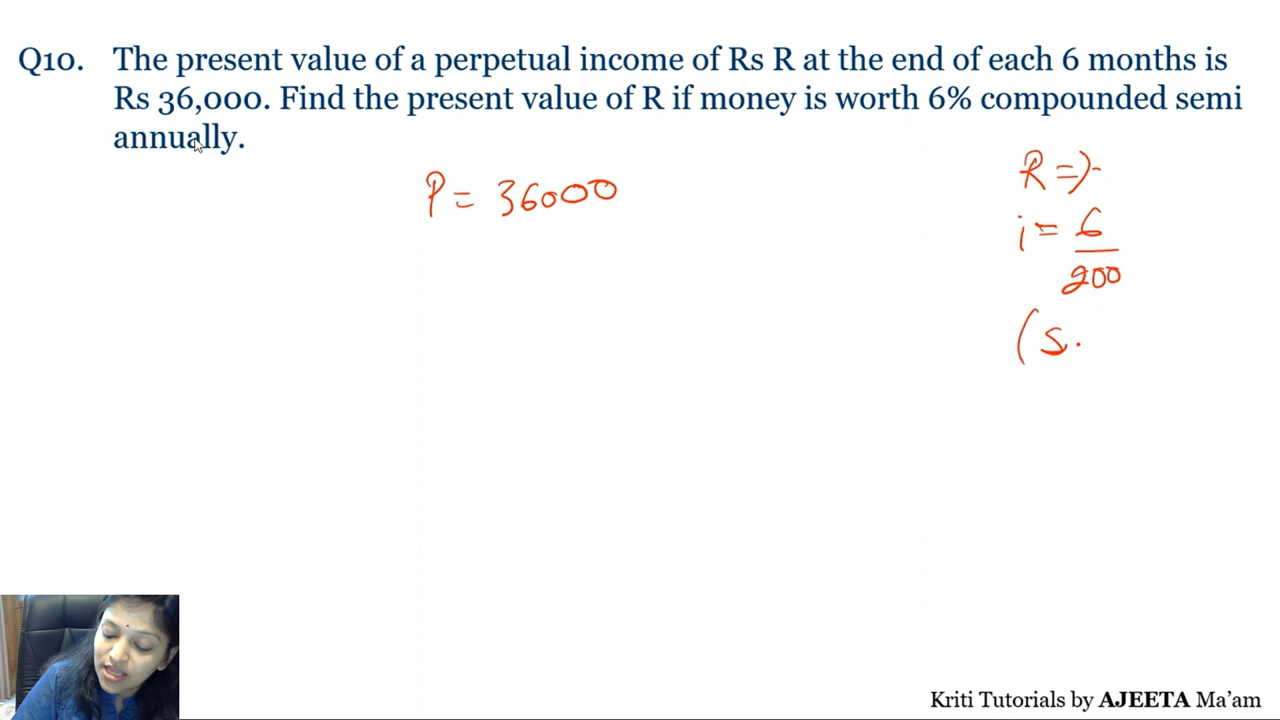 Q10. The present value of a perpetual income of Rs R at the end of each 6 months is
Rs 36,000. Find the present value of R if money is worth 6% compounded semi
annually.
P = 36000
R =>
i = 6
200
(S.
Kriti Tutorials by AJEETA Ma'am